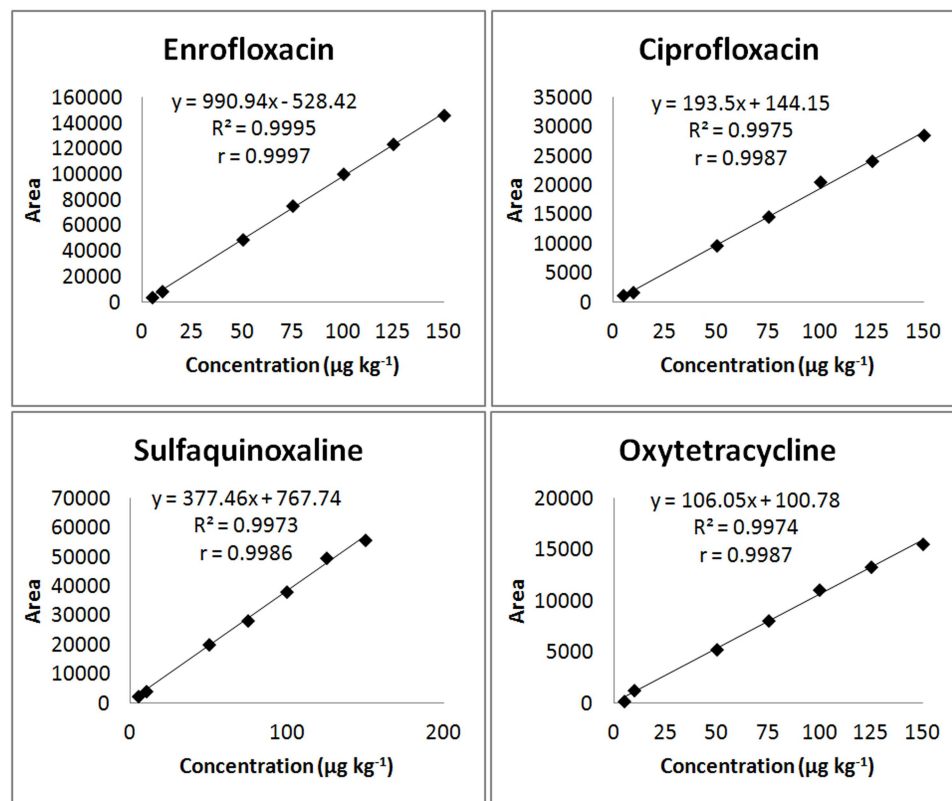 Enrofloxacin
y = 990.94x - 528.42
R² = 0.9995
r = 0.9997
160000
140000
120000
100000
80000
60000
40000
20000
0
Area
0 25 50 75 100 125 150
Concentration (µg kg⁻¹)
Ciprofloxacin
y = 193.5x + 144.15
R² = 0.9975
r = 0.9987
35000
30000
25000
20000
15000
10000
5000
0
Area
0 25 50 75 100 125 150
Concentration (µg kg⁻¹)
Sulfaquinoxaline
y = 377.46x + 767.74
R² = 0.9973
r = 0.9986
70000
60000
50000
40000
30000
20000
10000
0
Area
0 100 200
Concentration (µg kg⁻¹)
Oxytetracycline
y = 106.05x + 100.78
R² = 0.9974
r = 0.9987
20000
15000
10000
5000
0
Area
0 25 50 75 100 125 150
Concentration (µg kg⁻¹)